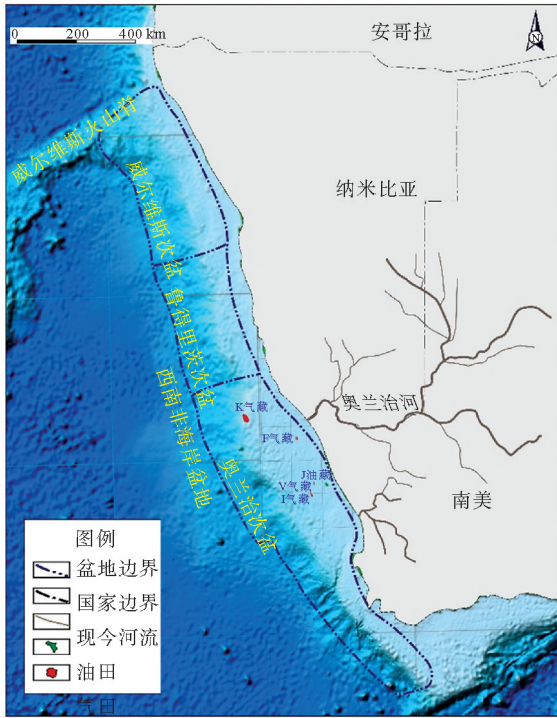 0 200 400 km
安哥拉
N
威尔维斯火山脊
纳米比亚
威尔维斯次盆
鲁得里茨次盆
西南非海岸盆地
K气藏
奥兰治河
F气藏
J油藏
V气藏
I气藏
奥兰治次盆
南美
图例
盆地边界
国家边界
现今河流
油田
气田